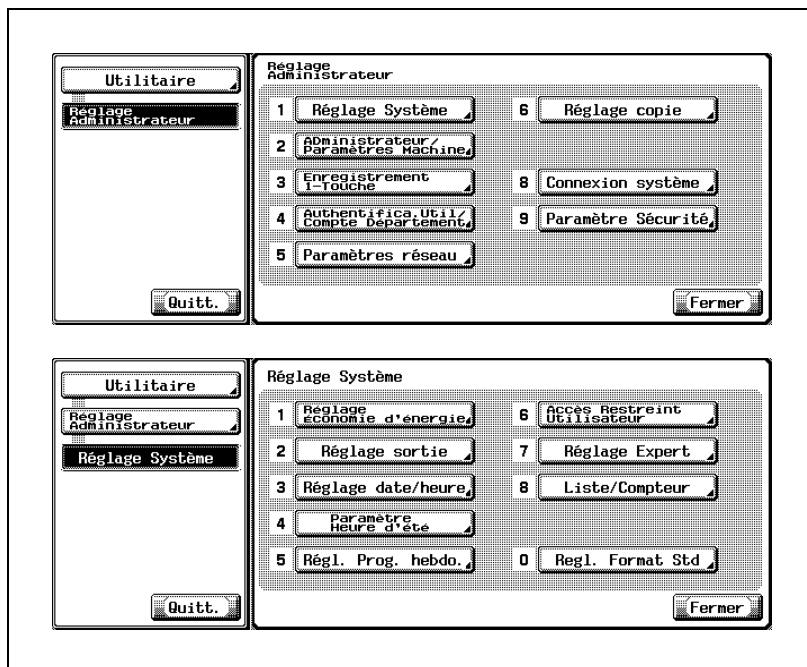 Utilitaire
Réglage
Administrateur
Quitt.
Réglage
Administrateur
1 Réglage Système
2 ADministrateur/
Paramètres Machine
3 Enregistrement
1-Touche
4 Authentifica.Util/
Compte Département
5 Paramètres réseau
6 Réglage copie
8 Connexion système
9 Paramètre Sécurité
Fermer
Utilitaire
Réglage
Administrateur
Réglage Système
Quitt.
Réglage Système
1 Réglage
économie d'énergie
2 Réglage sortie
3 Réglage date/heure
4 Paramètre
Heure d'été
5 Régl. Prog. hebdo.
6 Accès Restreint
Utilisateur
7 Réglage Expert
8 Liste/Compteur
0 Regl. Format Std
Fermer